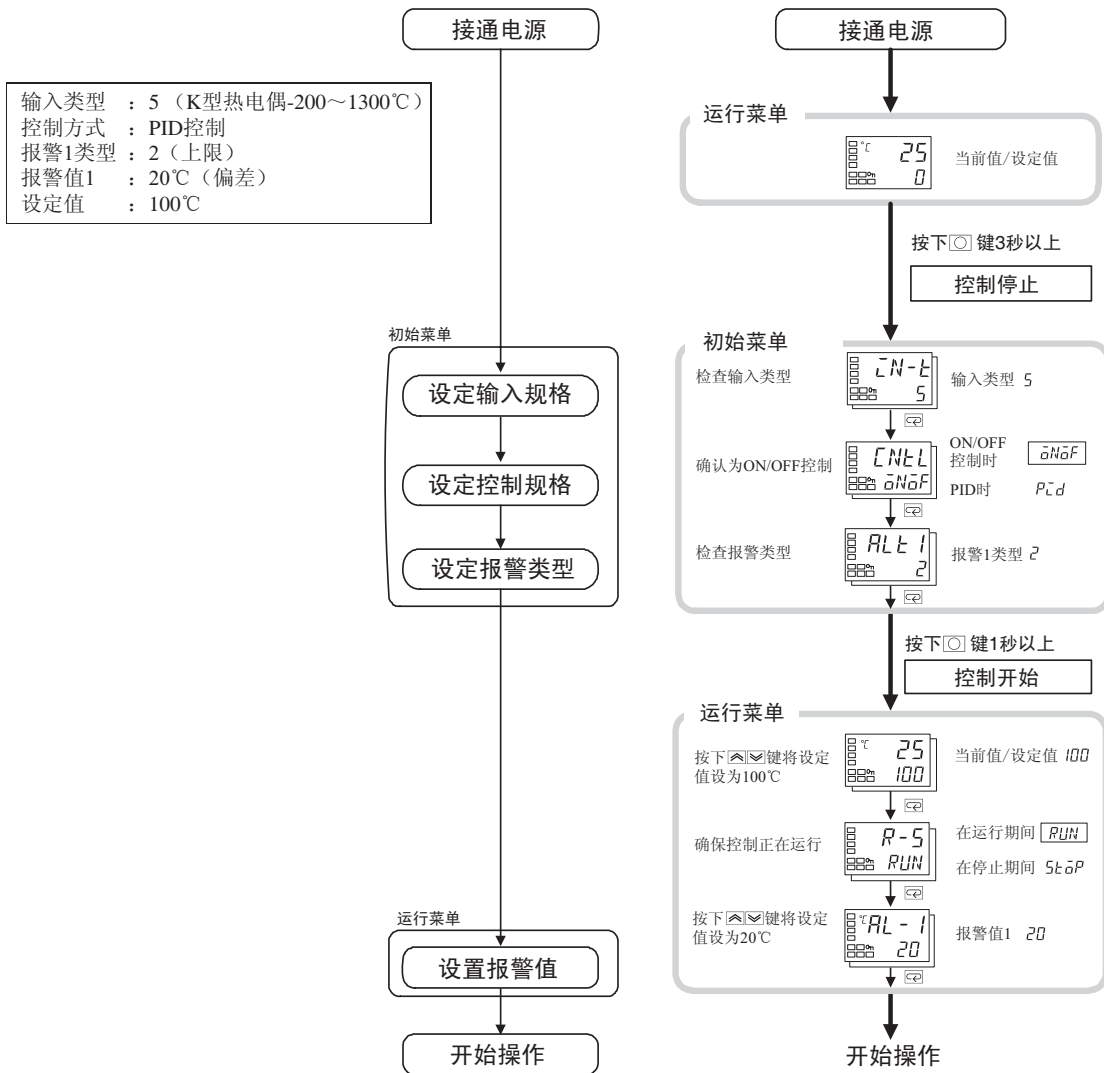 接通电源
输入类型 : 5 (K型热电偶-200～1300℃)
控制方式 : PID控制
报警1类型 : 2(上限)
报警值1 : 20℃(偏差)
设定值 : 100℃
初始菜单
设定输入规格
设定控制规格
设定报警类型
运行菜单
设置报警值
开始操作
接通电源
运行菜单
℃ 25
0
当前值/设定值
按下 键3秒以上
控制停止
初始菜单
检查输入类型
IN-t
5
输入类型 5
确认为ON/OFF控制
CNtL
oNoF
ON/OFF
控制时 oNoF
PID时 Pid
检查报警类型
ALt1
2
报警1类型 2
按下 键1秒以上
控制开始
运行菜单
按下 键将设定
值设为100℃
℃ 25
100
当前值/设定值 100
确保控制正在运行
R-S
RUN
在运行期间 RUN
在停止期间 StoP
按下 键将设定
值设为20℃
℃ AL-1
20
报警值1 20
开始操作